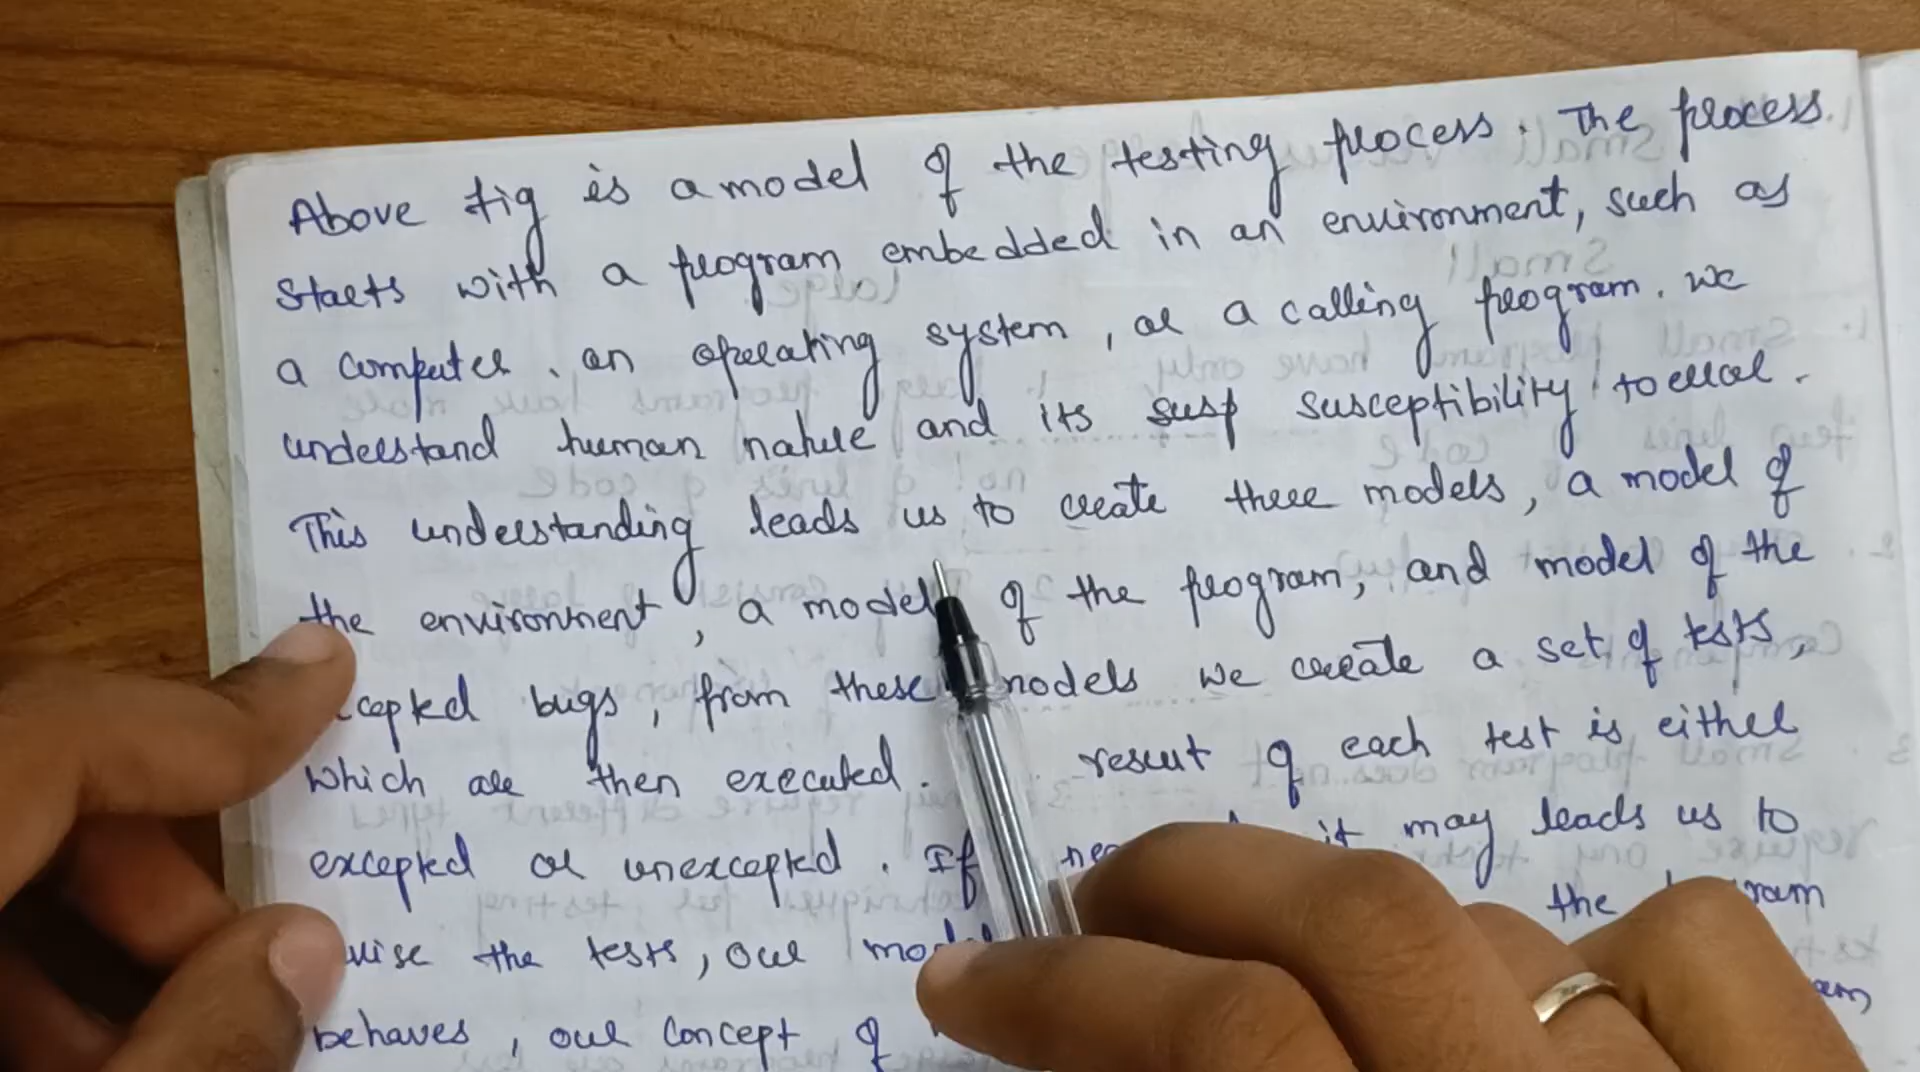 Above fig is a model of the testing process. The process
starts with a program embedded in an environment, such as
a computer, an operating system, or a calling program. we
understand human nature and its susp susceptibility to error.
This understanding leads us to create three models, a model of
the environment, a model of the program, and model of the
bugs, from these models we create a set of tests,
which are then executed. result of each test is either
excepted or unexcepted. If it may leads us to
the tests, our the
behaves, our concept of